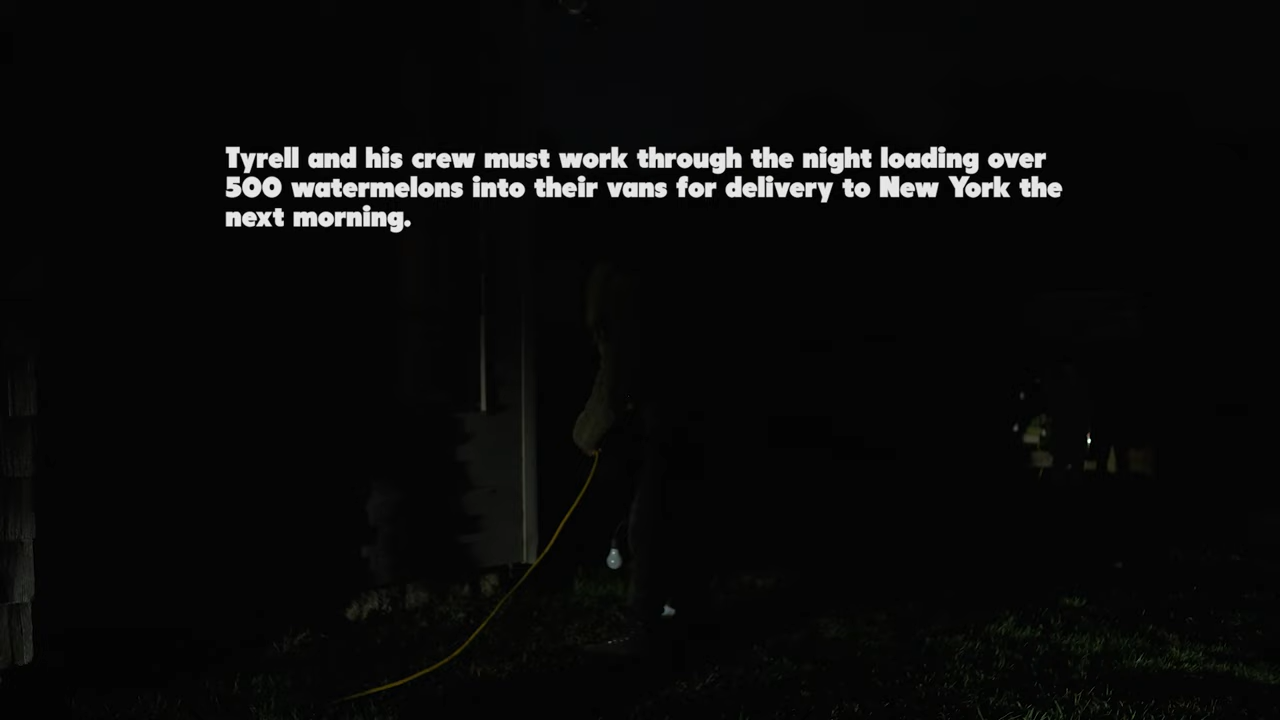 Tyrell and his crew must work through the night loading over
500 watermelons into their vans for delivery to New York the
next morning.